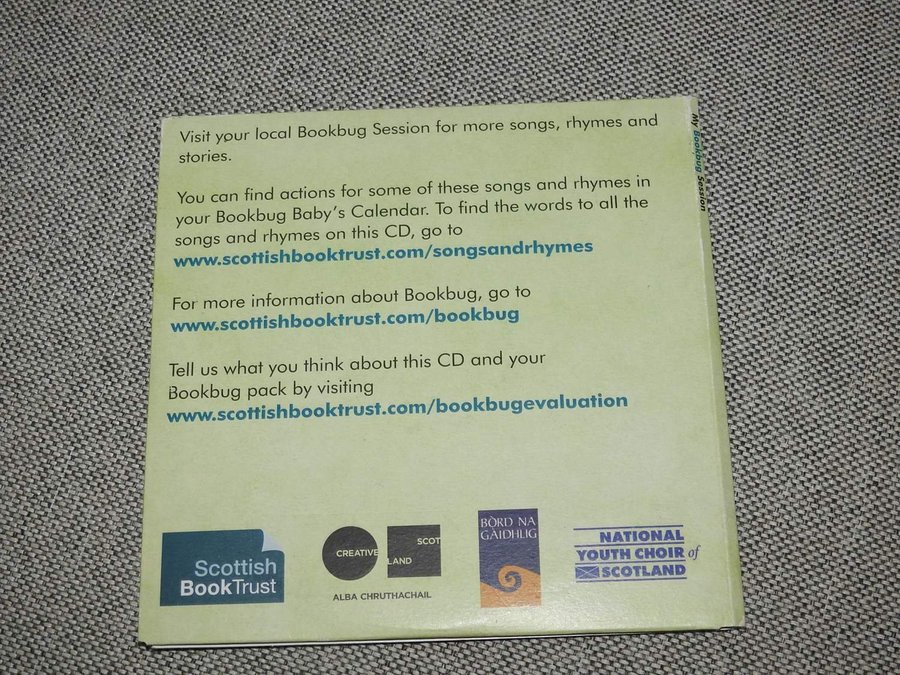 Visit your local Bookbug Session for more songs, rhymes and
stories.
You can find actions for some of these songs and rhymes in
your Bookbug Baby's Calendar. To find the words to all the
songs and rhymes on this CD, go to
www.scottishbooktrust.com/songsandrhymes
For more information about Bookbug, go to
www.scottishbooktrust.com/bookbug
Tell us what you think about this CD and your
Bookbug pack by visiting
www.scottishbooktrust.com/bookbugevaluation
My Bookbug Session
Scottish
BookTrust
CREATIVE
SCOT
LAND
ALBA CHRUTHACHAIL
BÒRD NA
GÀIDHLIG
NATIONAL
YOUTH CHOIR of
SCOTLAND